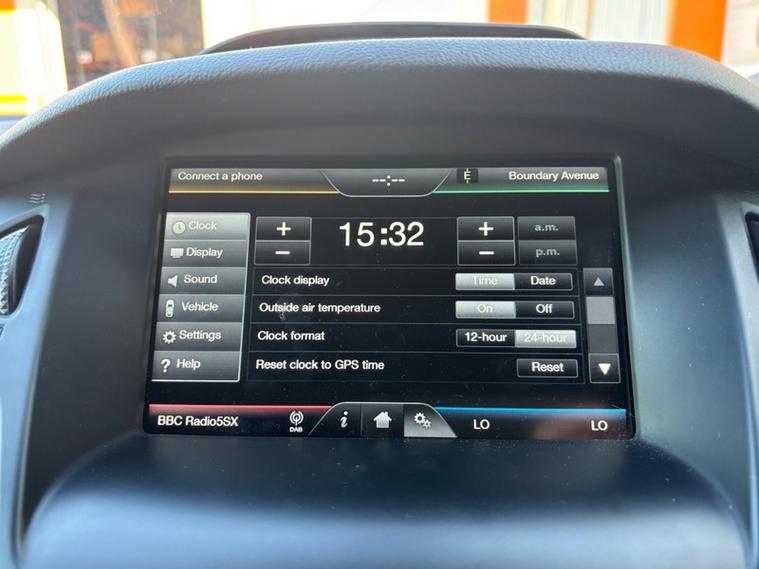 Connect a phone --:-- E Boundary Avenue
Clock + 15:32 + a.m.
Display − − p.m.
Sound Clock display Time Date
Vehicle Outside air temperature On Off
Settings Clock format 12-hour 24-hour
? Help Reset clock to GPS time Reset
BBC Radio5SX DAB i LO LO